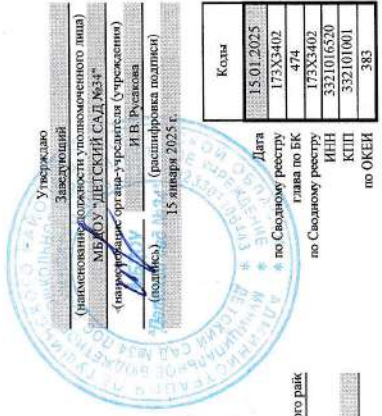 Утверждаю
Заведующий
(наименование должности уполномоченного лица)
МБДОУ "ДЕТСКИЙ САД №34"
(наименование органа-учредителя (учреждения)
И.В. Русакова
(подпись) (расшифровка подписи)
15 января 2025 г.
Коды
Дата 15.01.2025
по Сводному реестру 173Х3402
глава по БК 474
по Сводному реестру 173Х3402
ИНН 3321016520
КПП 332101001
по ОКЕИ 383
ого райо